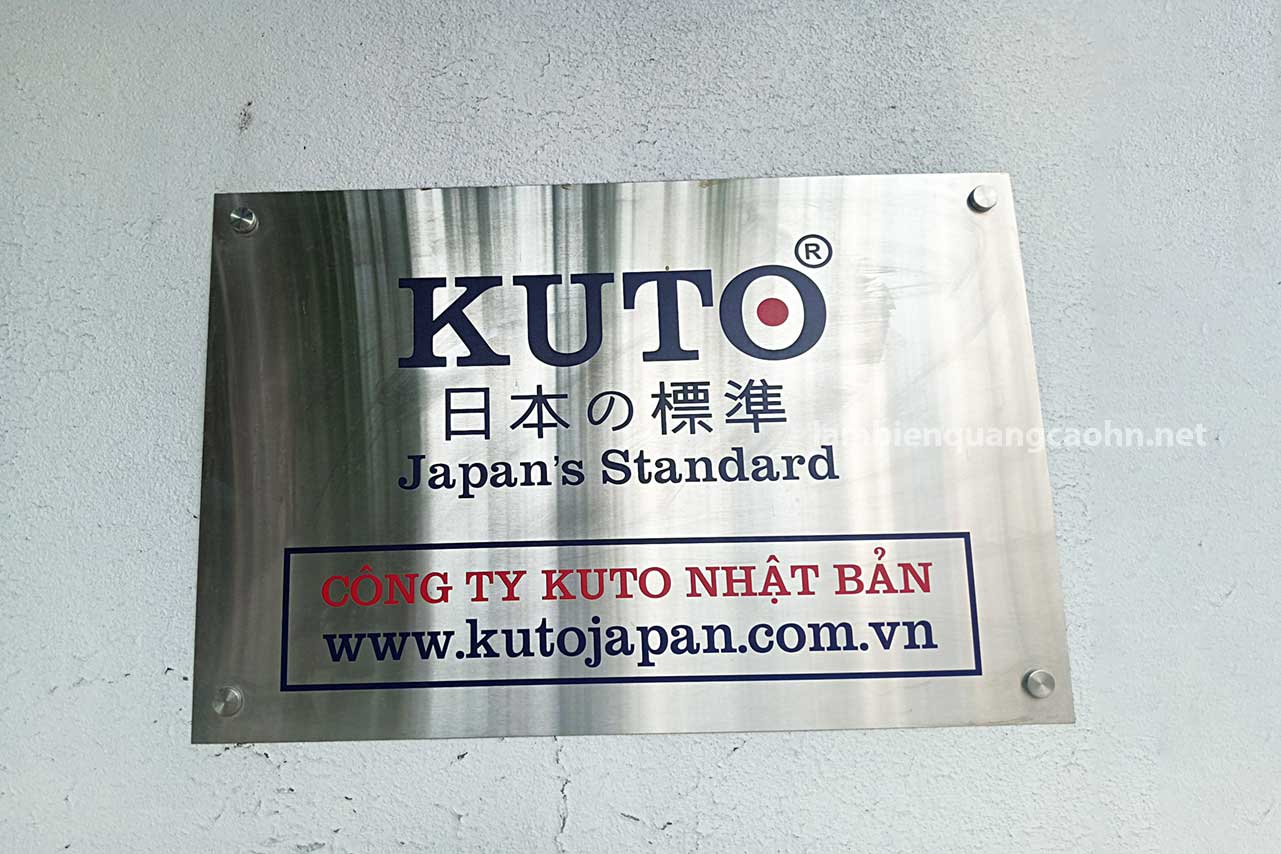 KUTO®
日本の標準
Japan's Standard
lambienquangcaohn.net
CÔNG TY KUTO NHẬT BẢN
www.kutojapan.com.vn